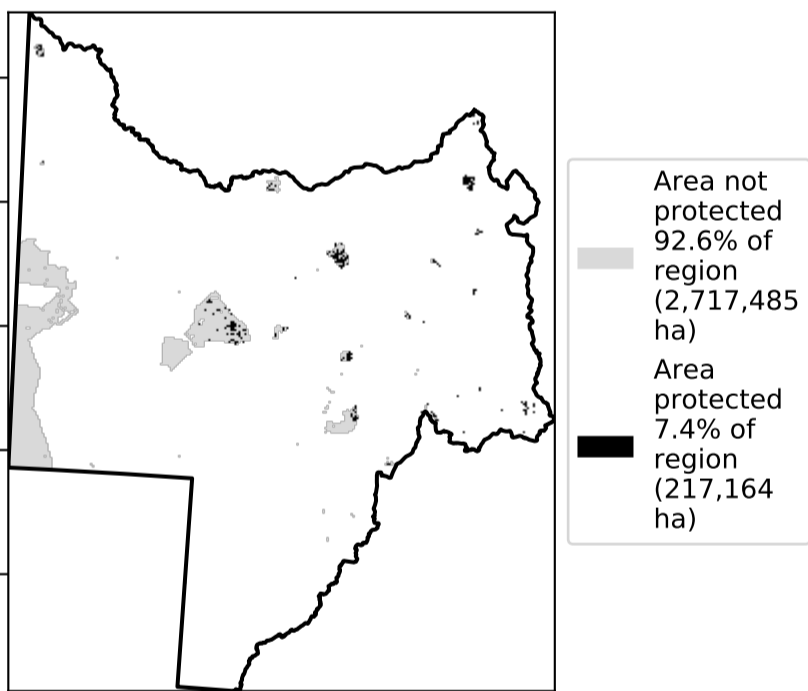 Area not
protected
92.6% of
region
(2,717,485
ha)
Area
protected
7.4% of
region
(217,164
ha)